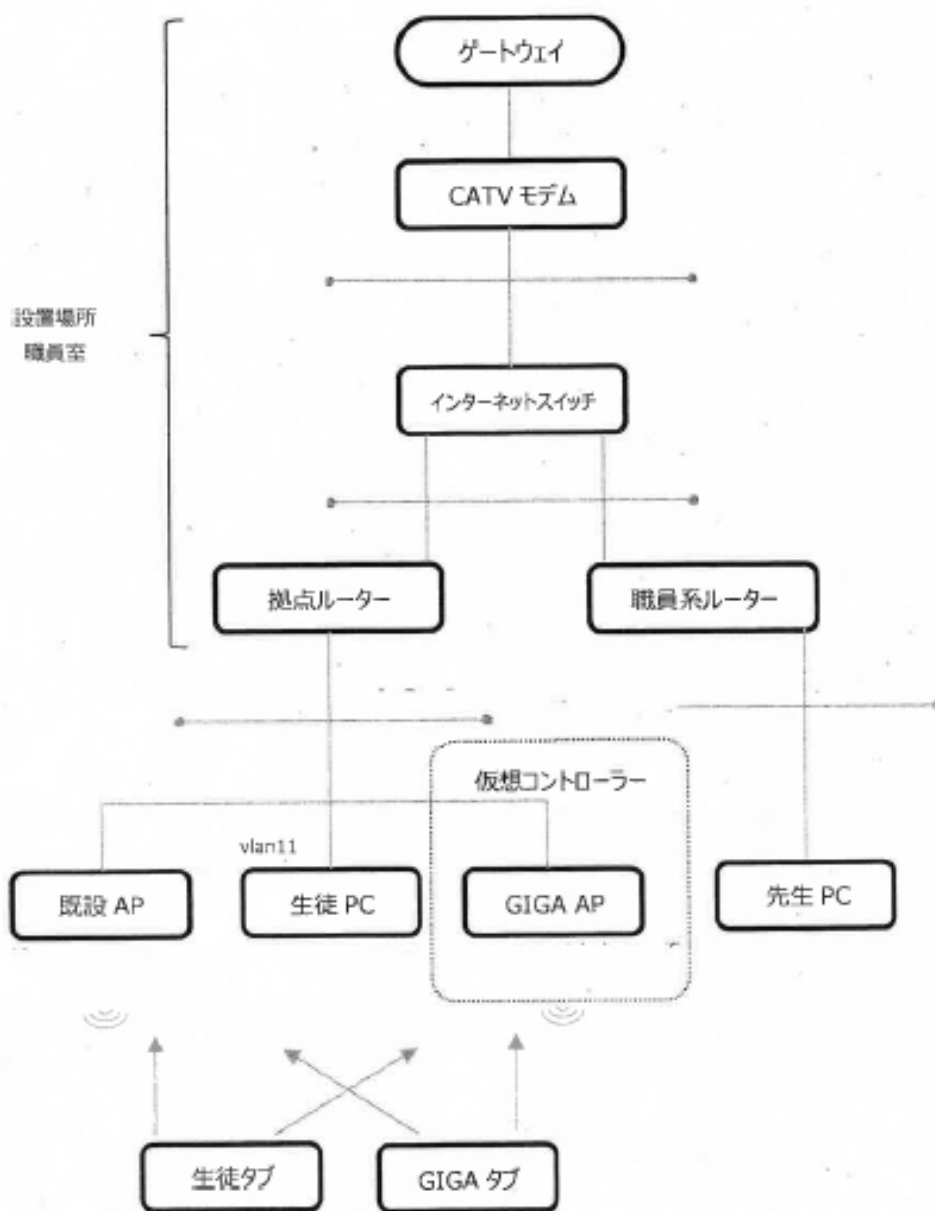 ゲートウェイ
CATV モデム
設置場所
職員室
インターネットスイッチ
拠点ルーター
職員系ルーター
仮想コントローラー
vlan11
既設 AP
生徒 PC
GIGA AP
先生 PC
生徒タブ
GIGA タブ